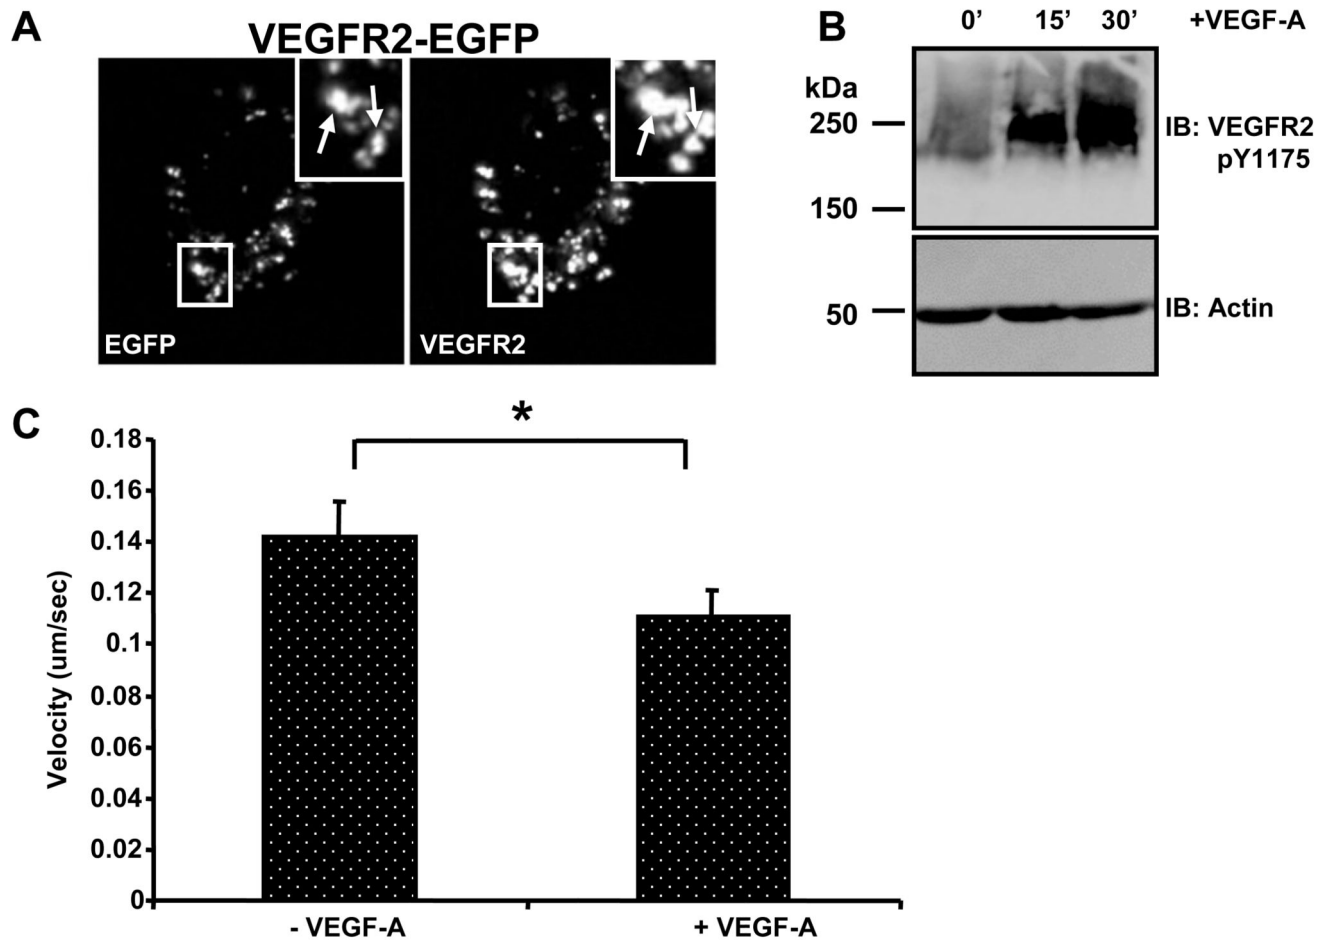 A
VEGFR2-EGFP
EGFP
VEGFR2
B
0’ 15’ 30’ +VEGF-A
kDa
250
150
50
IB: VEGFR2
pY1175
IB: Actin
C
*
0.18
0.16
0.14
0.12
0.1
0.08
0.06
0.04
0.02
0
Velocity (um/sec)
- VEGF-A
+ VEGF-A